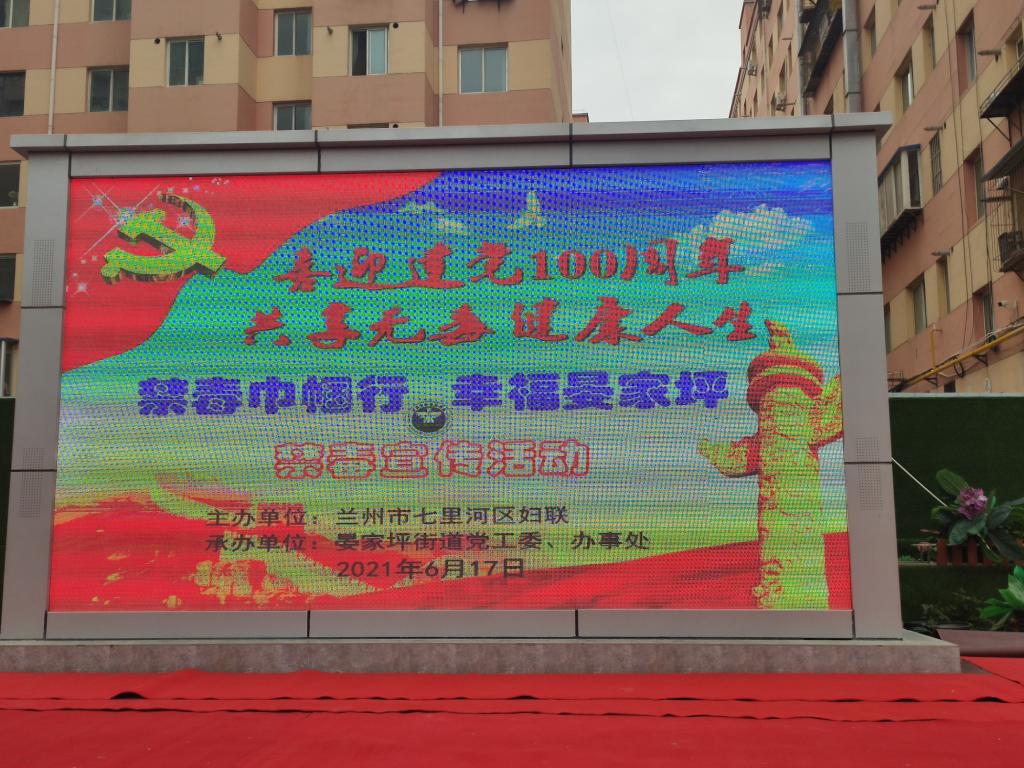 喜迎建党100周年
共享无毒健康人生
禁毒巾帼行 幸福晏家坪
禁毒宣传活动
主办单位：兰州市七里河区妇联
承办单位：晏家坪街道党工委、办事处
2021年6月17日